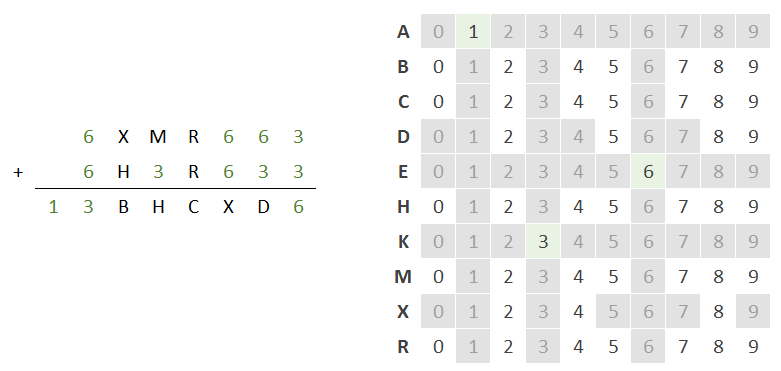 6 X M R 6 6 3
+ 6 H 3 R 6 3 3
1 3 B H C X D 6
A 0 1 2 3 4 5 6 7 8 9
B 0 1 2 3 4 5 6 7 8 9
C 0 1 2 3 4 5 6 7 8 9
D 0 1 2 3 4 5 6 7 8 9
E 0 1 2 3 4 5 6 7 8 9
H 0 1 2 3 4 5 6 7 8 9
K 0 1 2 3 4 5 6 7 8 9
M 0 1 2 3 4 5 6 7 8 9
X 0 1 2 3 4 5 6 7 8 9
R 0 1 2 3 4 5 6 7 8 9